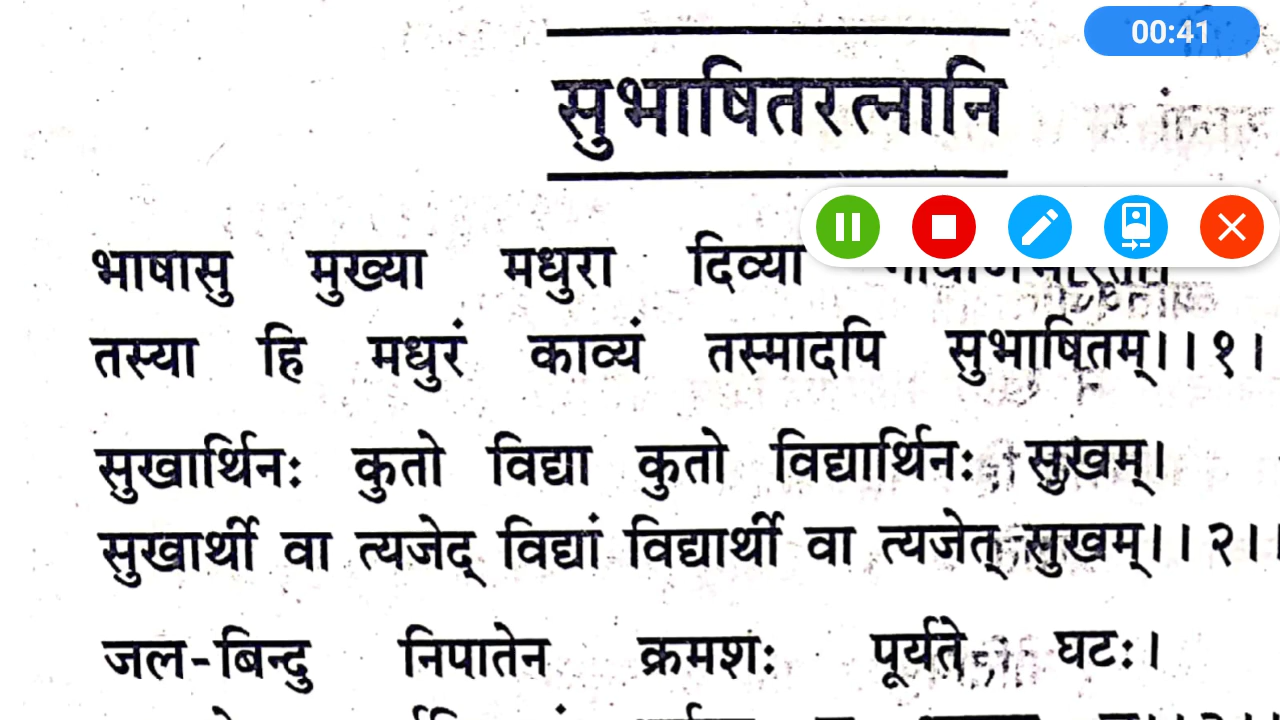 00:41
सुभाषितरत्नानि
भाषासु मुख्या मधुरा दिव्या
तस्या हि मधुरं काव्यं तस्मादपि सुभाषितम्।।१।
सुखार्थिनः कुतो विद्या कुतो विद्यार्थिनः सुखम्।
सुखार्थी वा त्यजेद् विद्यां विद्यार्थी वा त्यजेत् सुखम्।।२।।
जल-बिन्दु निपातेन क्रमशः पूर्यते घटः।